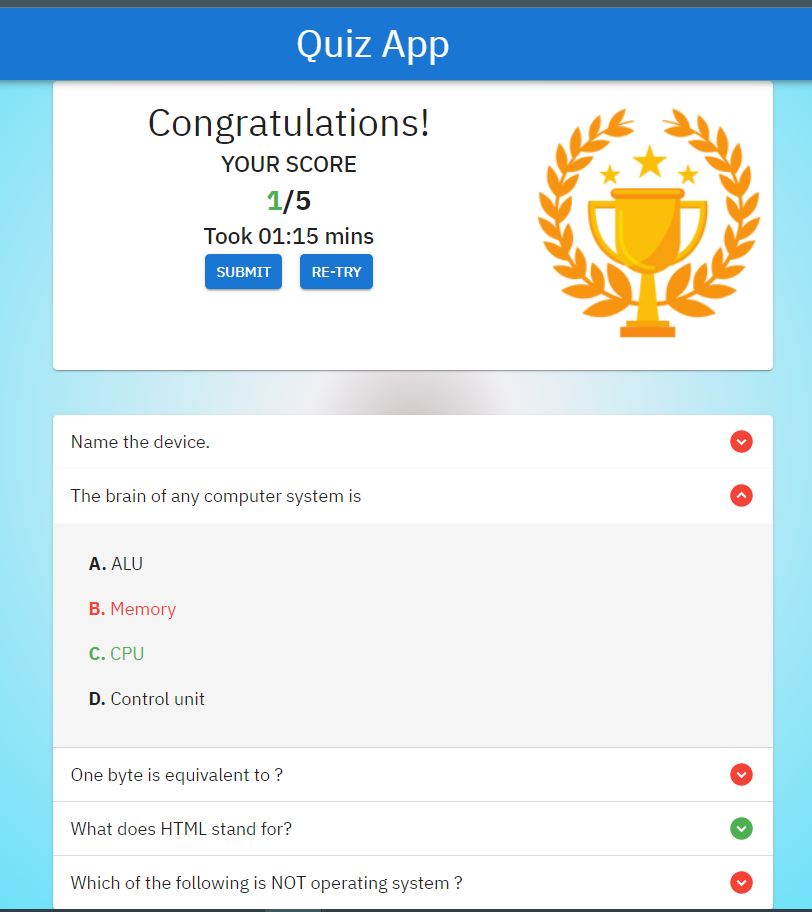 Quiz App
Congratulations!
YOUR SCORE
1/5
Took 01:15 mins
SUBMIT RE-TRY
Name the device.
The brain of any computer system is
A. ALU
B. Memory
C. CPU
D. Control unit
One byte is equivalent to ?
What does HTML stand for?
Which of the following is NOT operating system ?